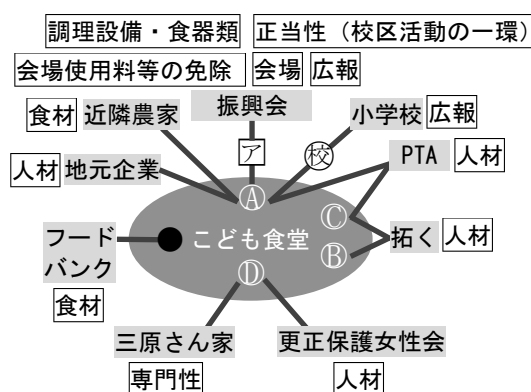 調理設備・食器類 正当性（校区活動の一環）
会場使用料等の免除 会場 広報
食材 近隣農家 振興会 小学校 広報
ア 校
人材 地元企業 PTA 人材
Ⓐ
こども食堂 Ⓒ
フードバンク 拓く 人材
Ⓑ
Ⓓ
食材
三原さん家 更正保護女性会
専門性 人材